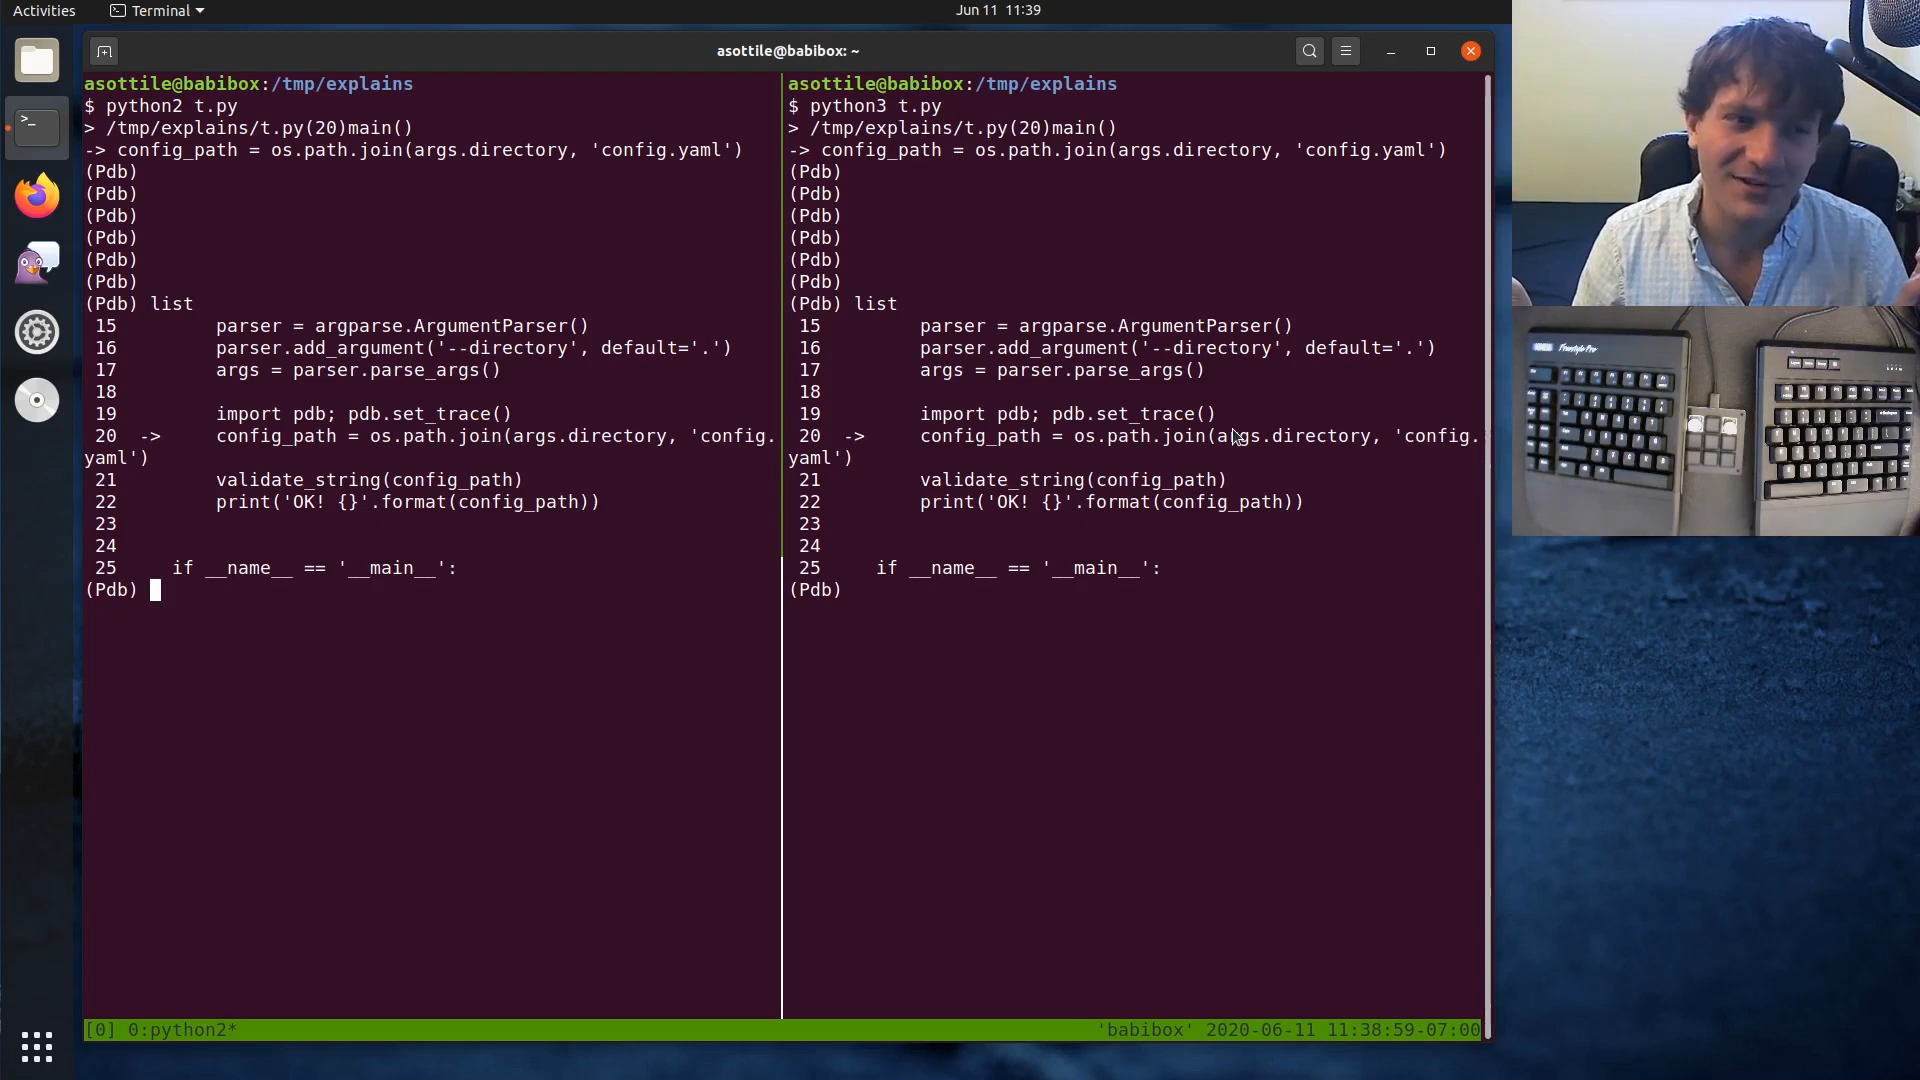 Activities
Terminal
Jun 11 11:39
asottile@babibox: ~
asottile@babibox:/tmp/explains
$ python2 t.py
> /tmp/explains/t.py(20)main()
-> config_path = os.path.join(args.directory, 'config.yaml')
(Pdb)
(Pdb)
(Pdb)
(Pdb)
(Pdb)
(Pdb)
(Pdb) list
15         parser = argparse.ArgumentParser()
16         parser.add_argument('--directory', default='.')
17         args = parser.parse_args()
18
19         import pdb; pdb.set_trace()
20  ->     config_path = os.path.join(args.directory, 'config.
yaml')
21         validate_string(config_path)
22         print('OK! {}'.format(config_path))
23
24
25     if __name__ == '__main__':
(Pdb)
asottile@babibox:/tmp/explains
$ python3 t.py
> /tmp/explains/t.py(20)main()
-> config_path = os.path.join(args.directory, 'config.yaml')
(Pdb)
(Pdb)
(Pdb)
(Pdb)
(Pdb)
(Pdb)
(Pdb) list
15         parser = argparse.ArgumentParser()
16         parser.add_argument('--directory', default='.')
17         args = parser.parse_args()
18
19         import pdb; pdb.set_trace()
20  ->     config_path = os.path.join(args.directory, 'config.
yaml')
21         validate_string(config_path)
22         print('OK! {}'.format(config_path))
23
24
25     if __name__ == '__main__':
(Pdb)
[0] 0:python2*
'babibox' 2020-06-11 11:38:59-07:00
Freestyle Pro